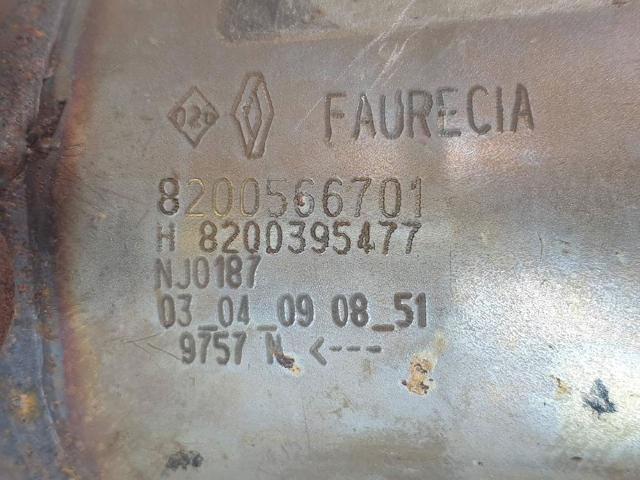 FAURECIA
8200566701
H 8200395477
NJ0187
03_04_09 08_51
9757 N <---